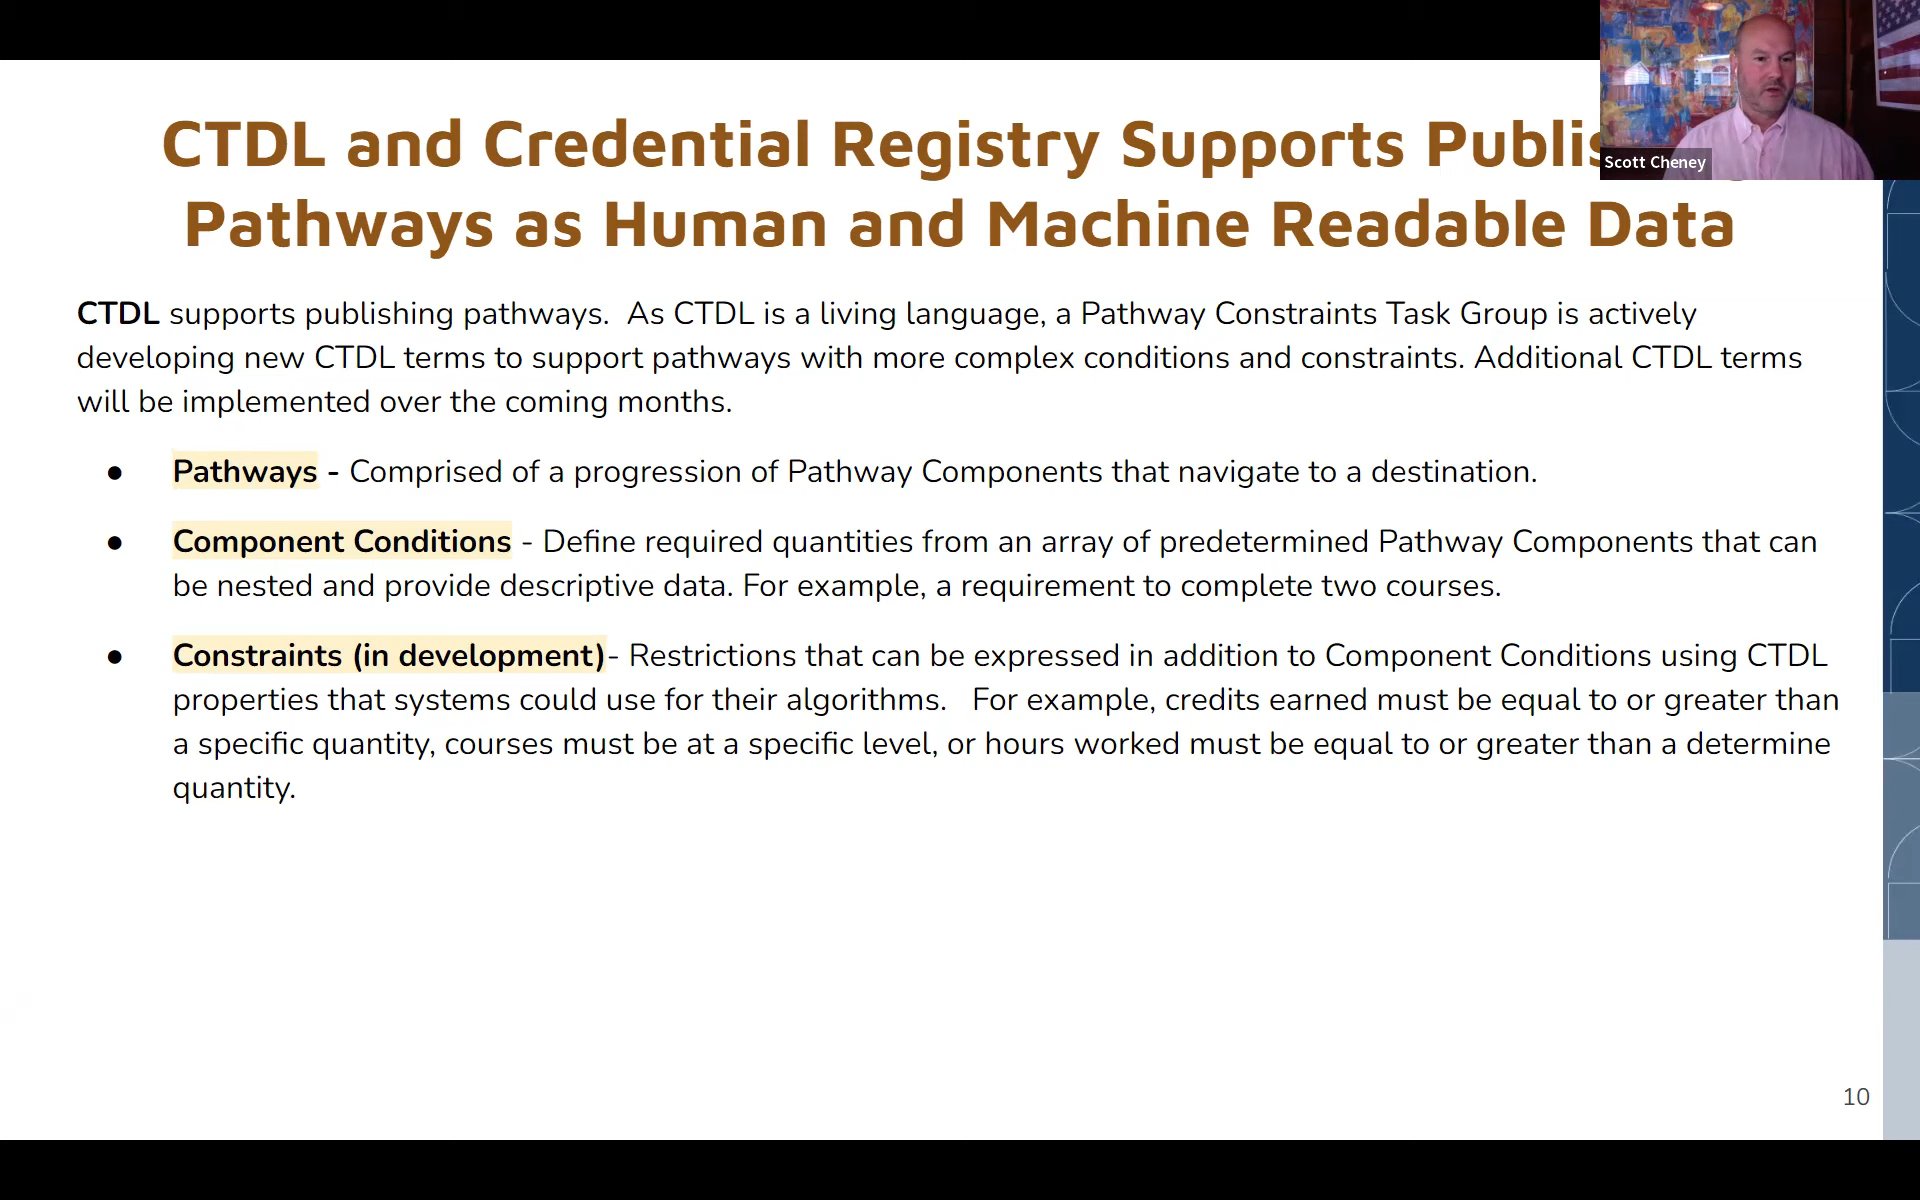 CTDL and Credential Registry Supports
Pathways as Human and Machine Readable Data
Scott Cheney
CTDL supports publishing pathways. As CTDL is a living language, a Pathway Constraints Task Group is actively
developing new CTDL terms to support pathways with more complex conditions and constraints. Additional CTDL terms
will be implemented over the coming months.
● Pathways - Comprised of a progression of Pathway Components that navigate to a destination.
● Component Conditions - Define required quantities from an array of predetermined Pathway Components that can
be nested and provide descriptive data. For example, a requirement to complete two courses.
● Constraints (in development)- Restrictions that can be expressed in addition to Component Conditions using CTDL
properties that systems could use for their algorithms. For example, credits earned must be equal to or greater than
a specific quantity, courses must be at a specific level, or hours worked must be equal to or greater than a determine
quantity.
10